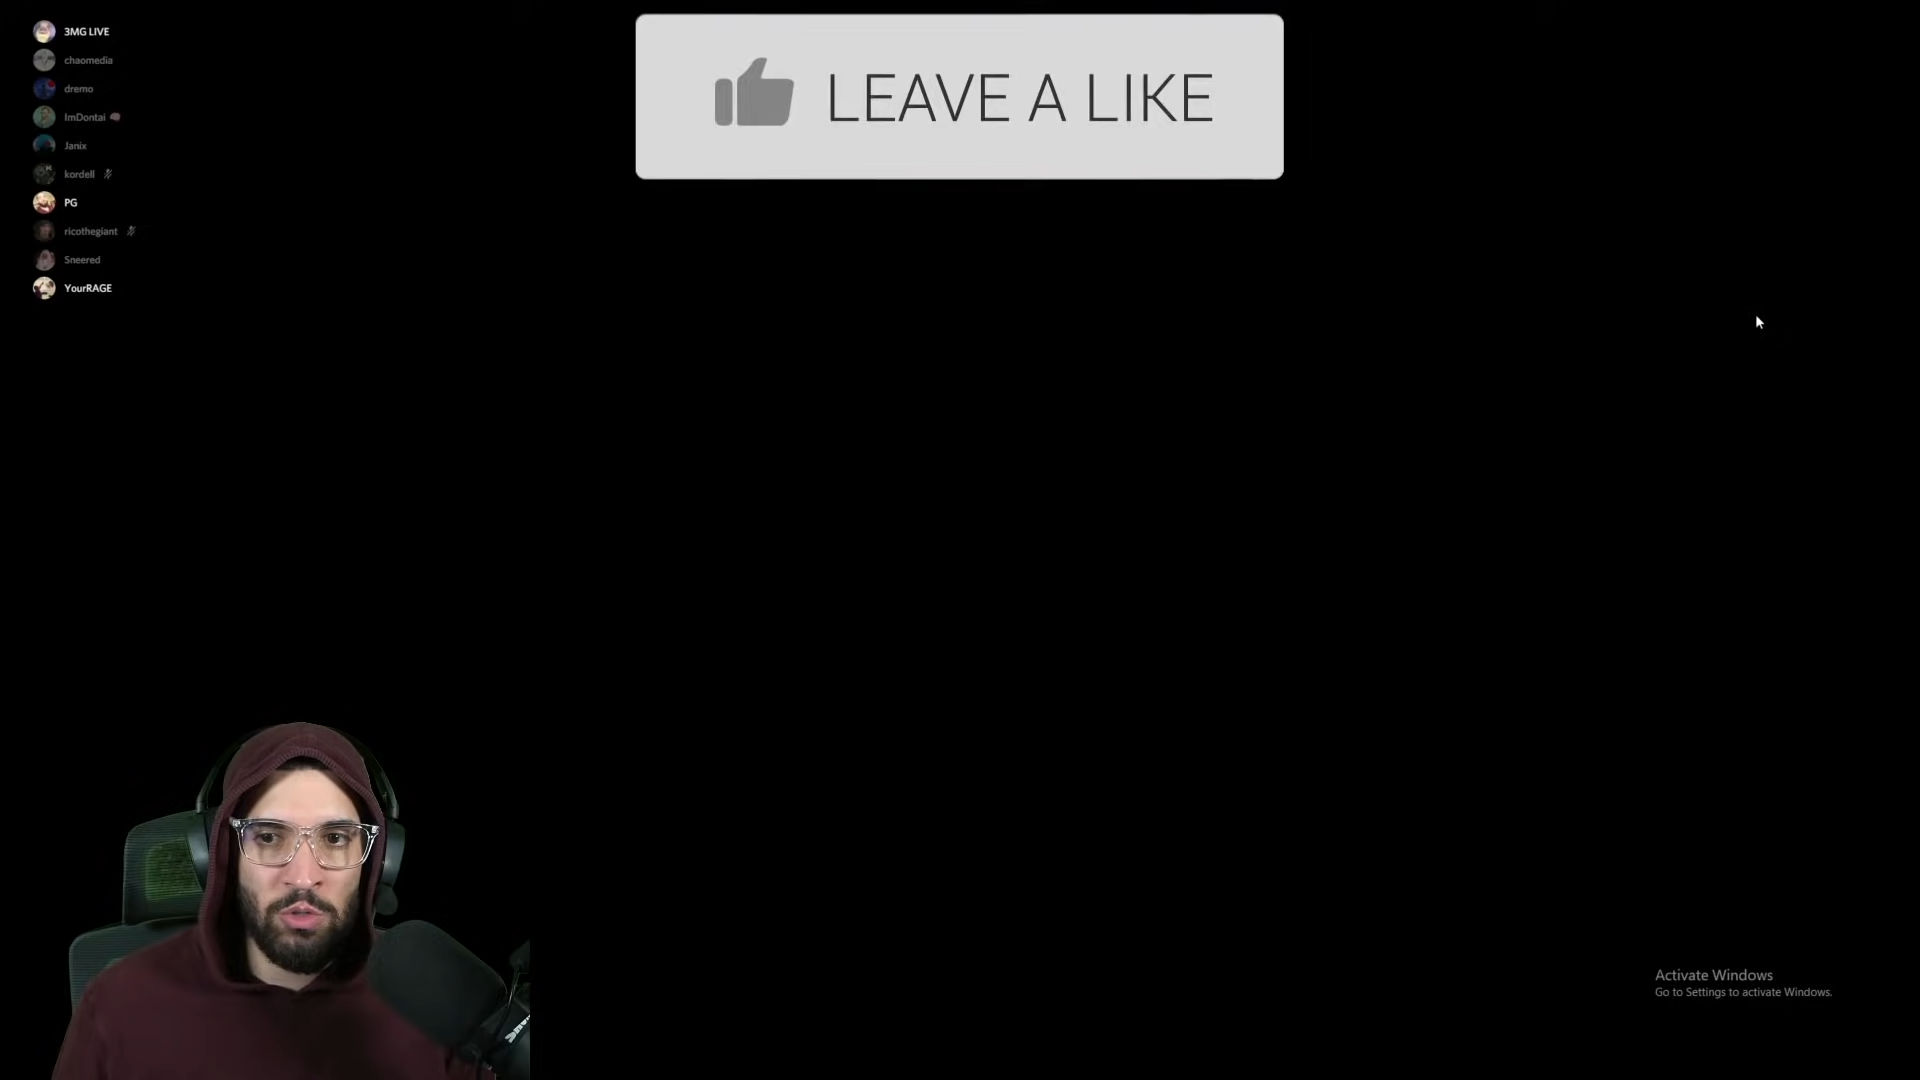 3MG LIVE
chaomedia
dremo
ImDontai
Janix
kordell
PG
ricothegiant
Sneered
YourRAGE
LEAVE A LIKE
Activate Windows
Go to Settings to activate Windows.